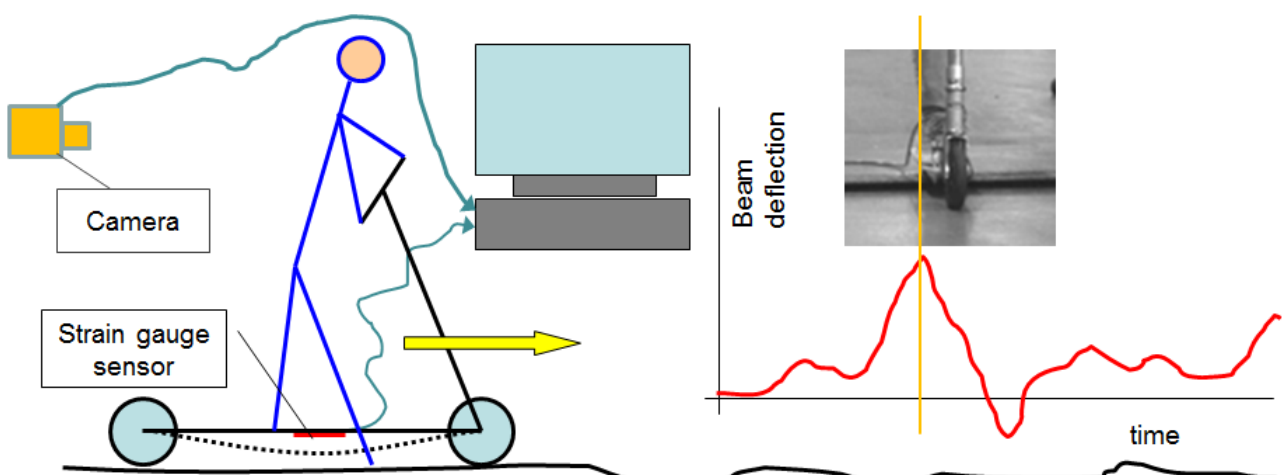 Camera
Strain gauge
sensor
Beam
deflection
time